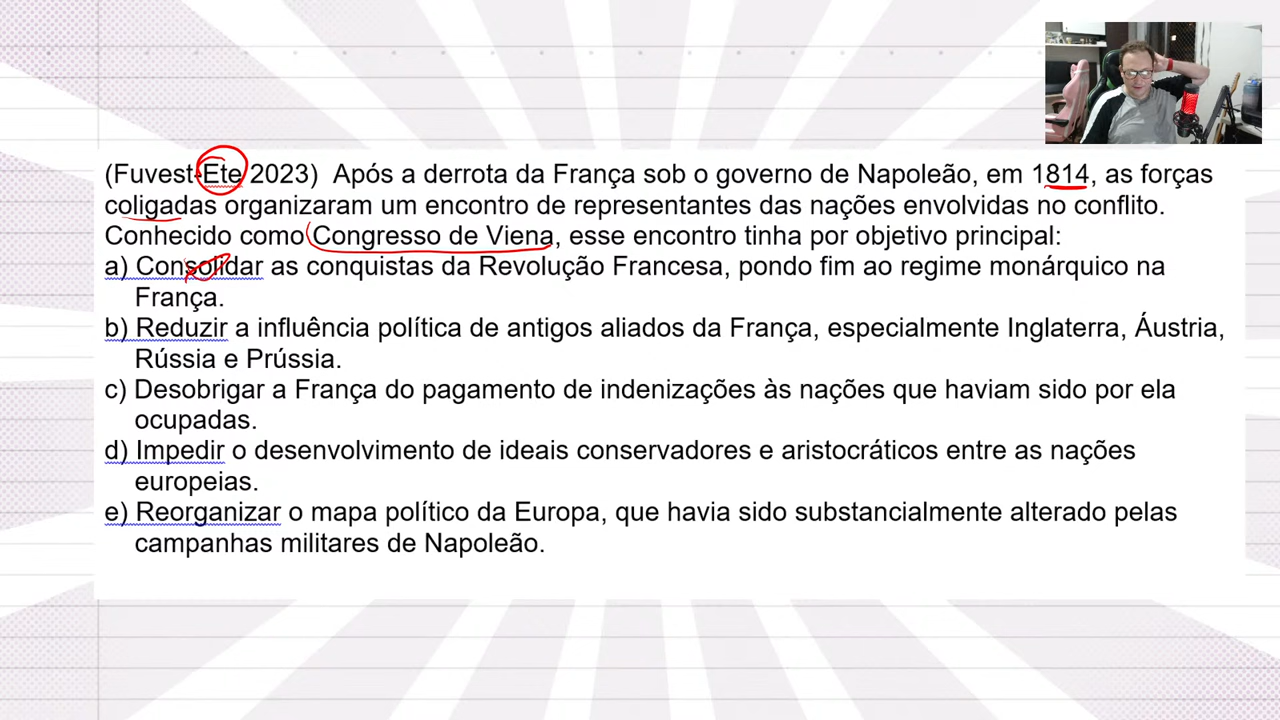 (Fuvest-Ete 2023) Após a derrota da França sob o governo de Napoleão, em 1814, as forças
coligadas organizaram um encontro de representantes das nações envolvidas no conflito.
Conhecido como Congresso de Viena, esse encontro tinha por objetivo principal:
a) Consolidar as conquistas da Revolução Francesa, pondo fim ao regime monárquico na
França.
b) Reduzir a influência política de antigos aliados da França, especialmente Inglaterra, Áustria,
Rússia e Prússia.
c) Desobrigar a França do pagamento de indenizações às nações que haviam sido por ela
ocupadas.
d) Impedir o desenvolvimento de ideais conservadores e aristocráticos entre as nações
europeias.
e) Reorganizar o mapa político da Europa, que havia sido substancialmente alterado pelas
campanhas militares de Napoleão.